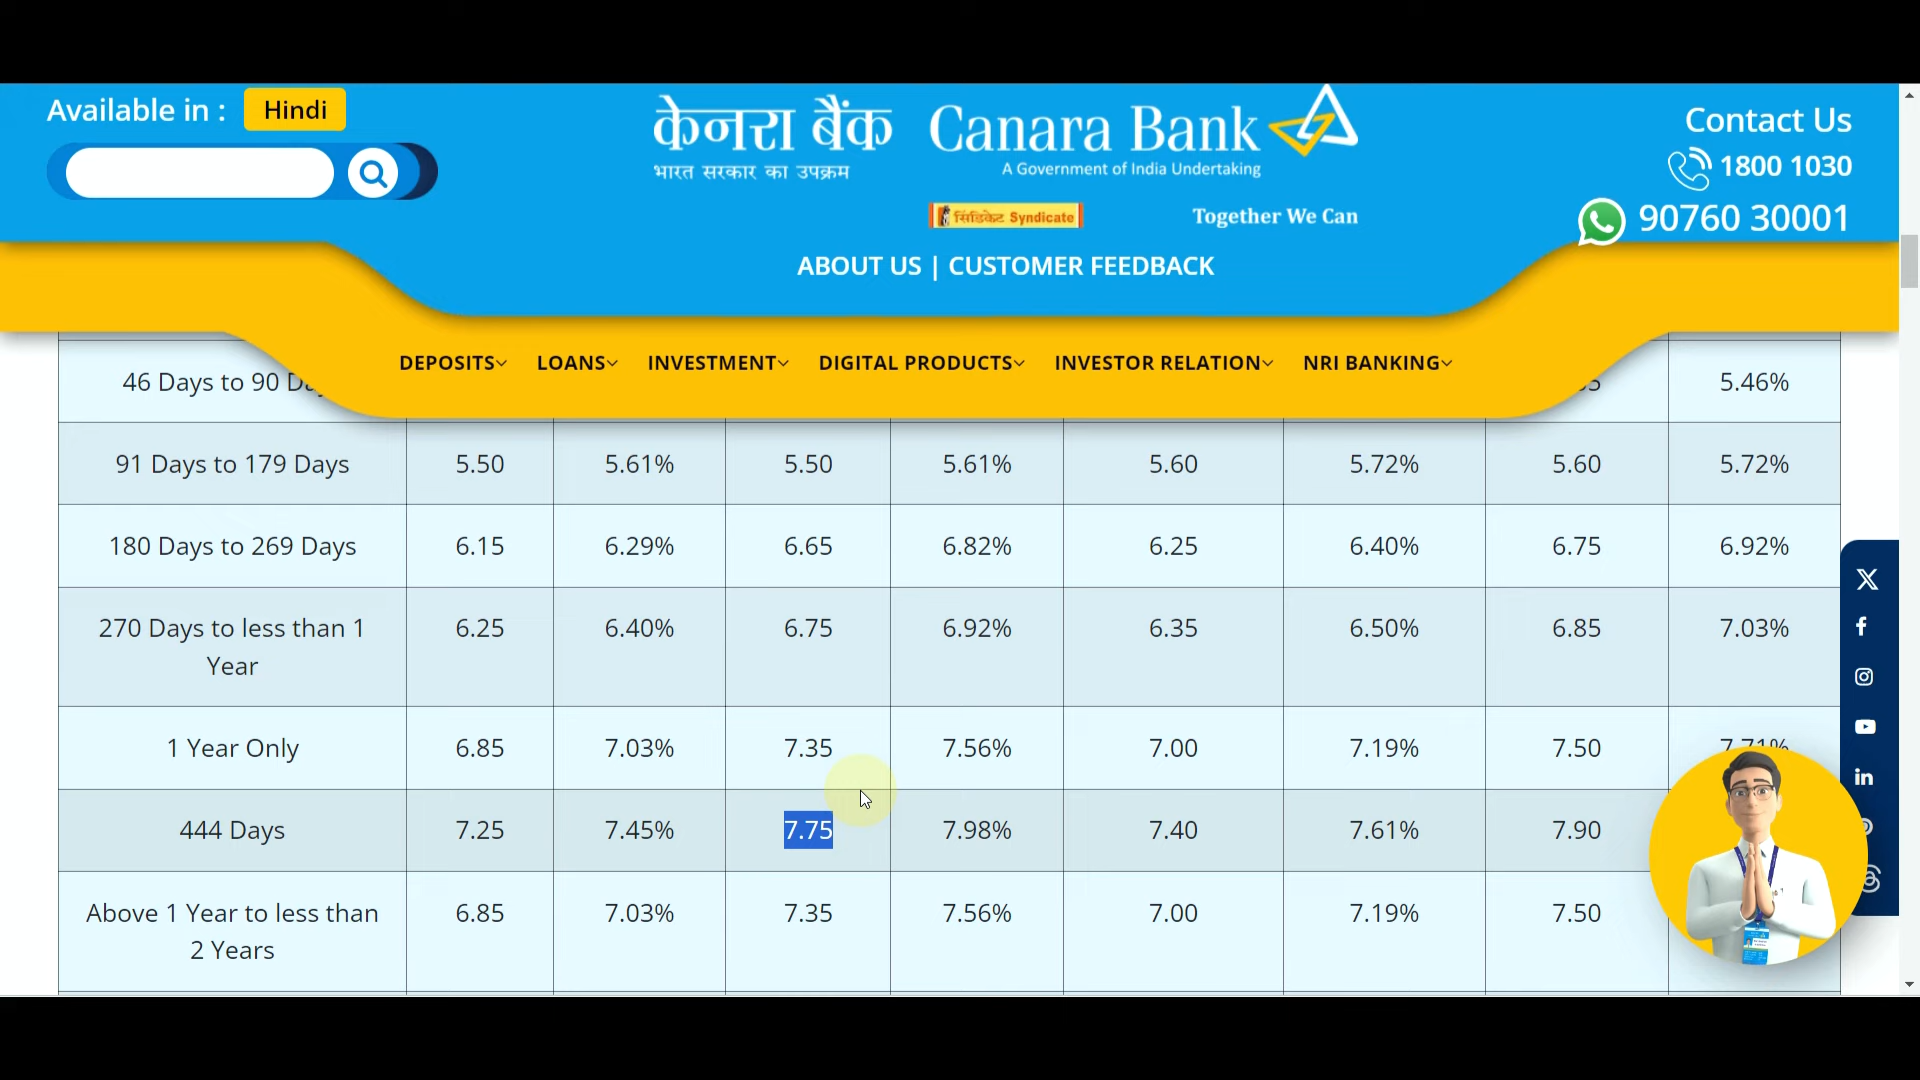 Available in : Hindi
केनरा बैंक Canara Bank
भारत सरकार का उपक्रम A Government of India Undertaking
सिंडिकेट Syndicate Together We Can
Contact Us
1800 1030
90760 30001
ABOUT US | CUSTOMER FEEDBACK
DEPOSITS LOANS INVESTMENT DIGITAL PRODUCTS INVESTOR RELATION NRI BANKING
46 Days to 90 5.46%
91 Days to 179 Days 5.50 5.61% 5.50 5.61% 5.60 5.72% 5.60 5.72%
180 Days to 269 Days 6.15 6.29% 6.65 6.82% 6.25 6.40% 6.75 6.92%
270 Days to less than 1
Year 6.25 6.40% 6.75 6.92% 6.35 6.50% 6.85 7.03%
1 Year Only 6.85 7.03% 7.35 7.56% 7.00 7.19% 7.50 7.71%
444 Days 7.25 7.45% 7.75 7.98% 7.40 7.61% 7.90
Above 1 Year to less than
2 Years 6.85 7.03% 7.35 7.56% 7.00 7.19% 7.50